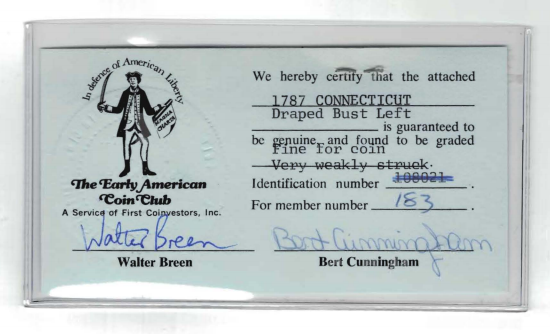 In defence of American Liberty
MAGNA CHARTA
The Early American
Coin Club
A Service of First Coinvestors, Inc.
Walter Breen
Walter Breen
We hereby certify that the attached
1787 CONNECTICUT
Draped Bust Left
is guaranteed to
be genuine, and found to be graded
Fine for coin
Very weakly struck.
Identification number 108021.
For member number 183.
Bert Cunningham
Bert Cunningham